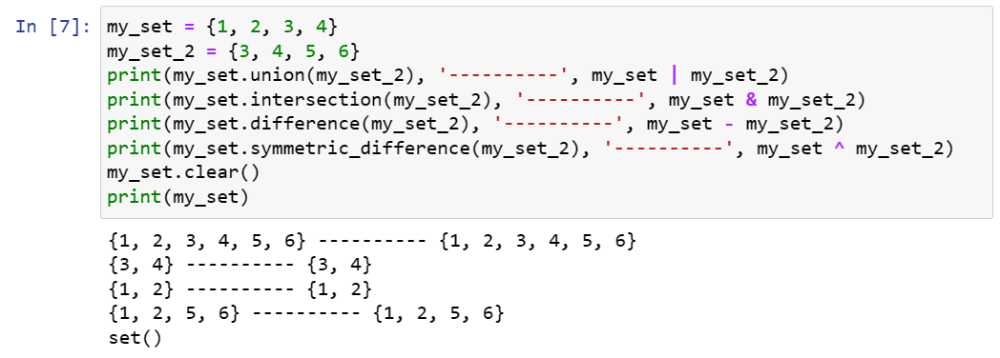 In [7]: my_set = {1, 2, 3, 4}
my_set_2 = {3, 4, 5, 6}
print(my_set.union(my_set_2), '----------', my_set | my_set_2)
print(my_set.intersection(my_set_2), '----------', my_set & my_set_2)
print(my_set.difference(my_set_2), '----------', my_set - my_set_2)
print(my_set.symmetric_difference(my_set_2), '----------', my_set ^ my_set_2)
my_set.clear()
print(my_set)
{1, 2, 3, 4, 5, 6} ---------- {1, 2, 3, 4, 5, 6}
{3, 4} ---------- {3, 4}
{1, 2} ---------- {1, 2}
{1, 2, 5, 6} ---------- {1, 2, 5, 6}
set()